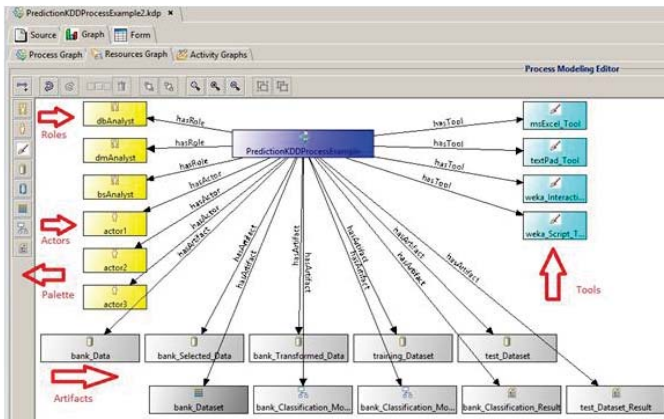 PredictionKDDProcessExample2.kdp
Source Graph Form
Process Graph Resources Graph Activity Graphs
Process Modeling Editor
Roles
dbAnalyst
hasRole
PredictionKDDProcessExample
hasTool
msExcel_Tool
dmAnalyst
hasRole
hasTool
textPad_Tool
bsAnalyst
hasRole
hasTool
weka_Interacti...
Actors
actor1
hasActor
hasTool
weka_Script_T...
actor2
hasActor
actor3
hasActor
Palette
Tools
hasArtifact
hasArtifact
hasArtifact
hasArtifact
hasArtifact
hasArtifact
hasArtifact
hasArtifact
hasArtifact
hasArtifact
bank_Data
bank_Selected_Data
bank_Transformed_Data
training_Dataset
test_Dataset
Artifacts
bank_Dataset
bank_Classification_Mo...
bank_Classification_Mo...
bank_Classification_Result
test_Dataset_Result